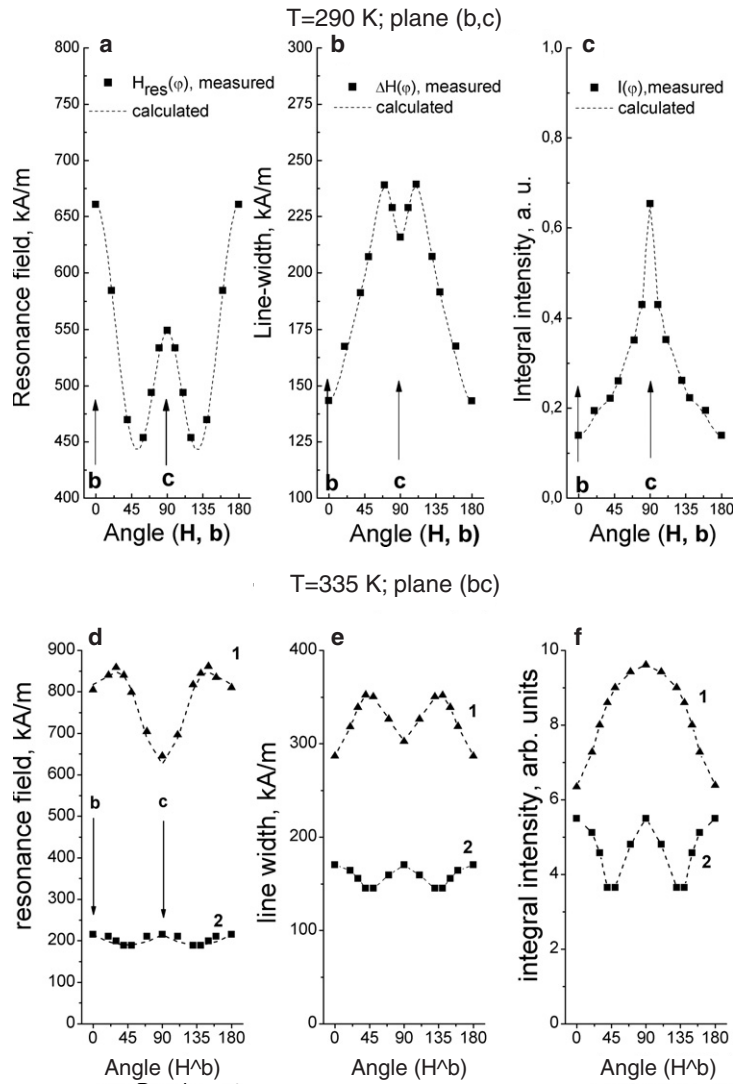 T=290 K; plane (b,c)
a
H res (φ), measured
calculated
Resonance field, kA/m
800
750
700
650
600
550
500
450
400
b
c
0 45 90 135 180
Angle (H, b)
b
ΔH(φ), measured
calculated
Line-width, kA/m
300
275
250
225
200
175
150
125
100
b
c
0 45 90 135 180
Angle (H, b)
c
I(φ),measured
calculated
Integral intensity, a. u.
1,0
0,8
0,6
0,4
0,2
0,0
b
c
0 45 90 135 180
Angle (H, b)
T=335 K; plane (bc)
d
resonance field, kA/m
900
800
700
600
500
400
300
200
100
0
1
b
c
2
0 45 90 135 180
Angle (H^b)
e
line width, kA/m
400
300
200
100
0
1
2
0 45 90 135 180
Angle (H^b)
f
integral intensity, arb. units
10
8
6
4
2
0
1
2
0 45 90 135 180
Angle (H^b)